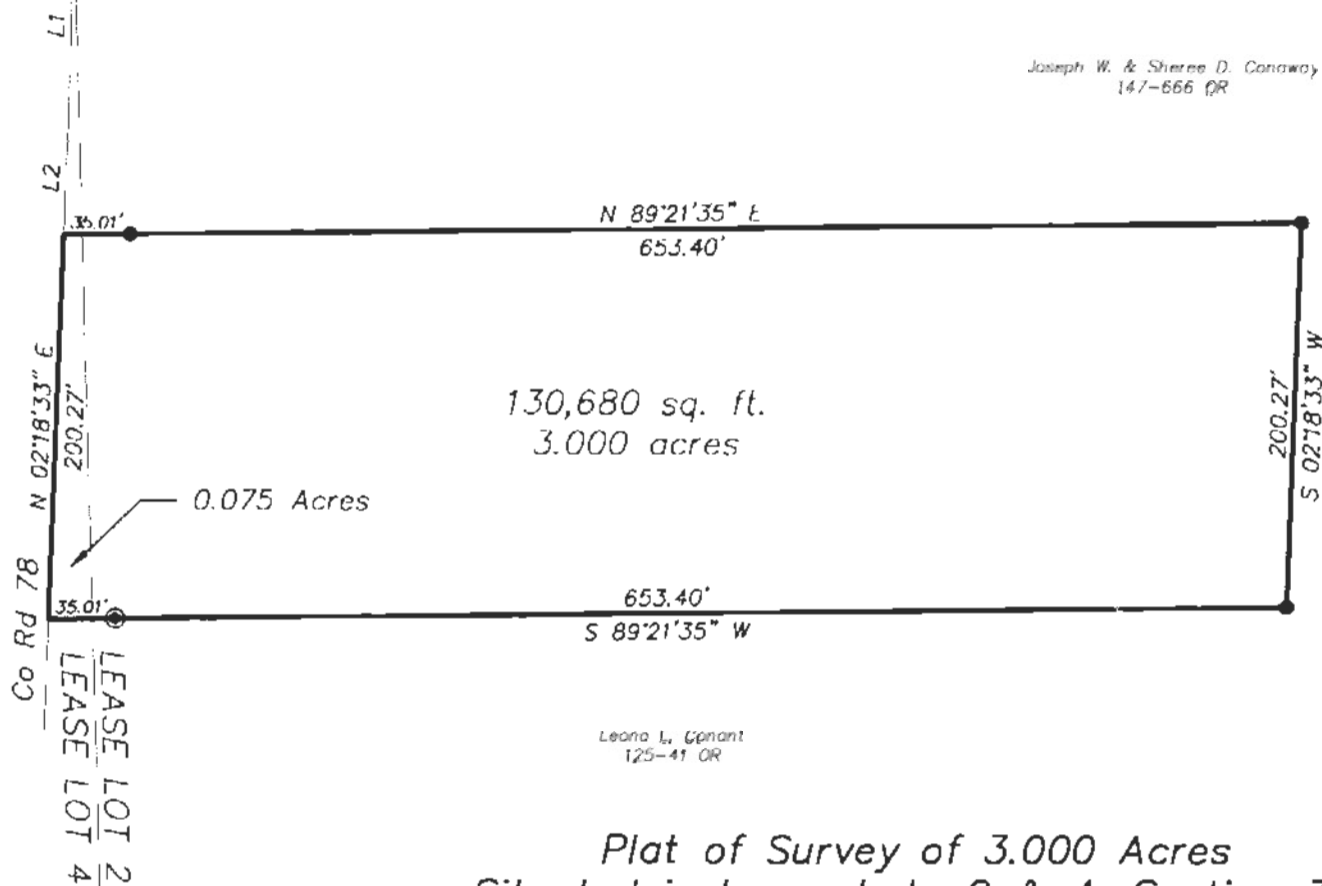 L1
Joseph W. & Sheree D. Conaway
147-666 OR
L2
35.01'
N 89°21'35" E
653.40'
N 02°18'33" E
200.27'
130,680 sq. ft.
3.000 acres
200.27'
S 02°18'33" W
0.075 Acres
Co Rd 78
35.01'
653.40'
S 89°21'35" W
LEASE LOT 2
LEASE LOT 4
Leona L. Conant
125-41 OR
Plat of Survey of 3.000 Acres